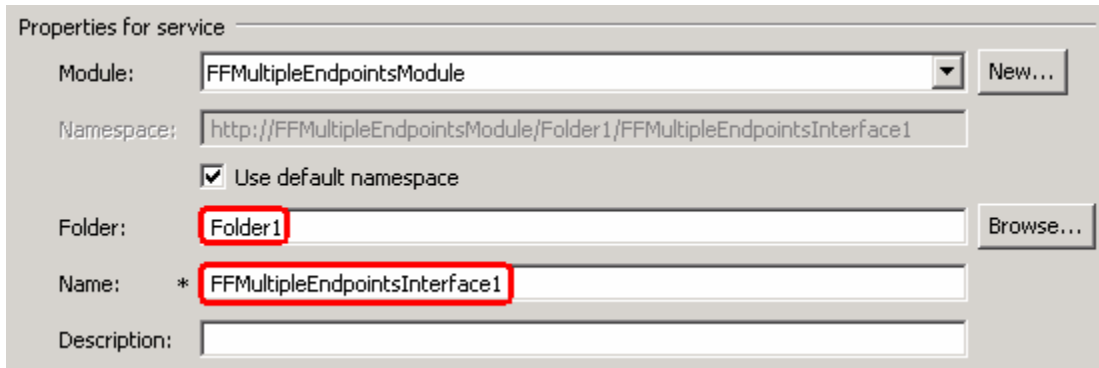 Properties for service
Module: FFMultipleEndpointsModule New...
Namespace: http://FFMultipleEndpointsModule/Folder1/FFMultipleEndpointsInterface1
Use default namespace
Folder: Folder1 Browse...
Name: * FFMultipleEndpointsInterface1
Description: